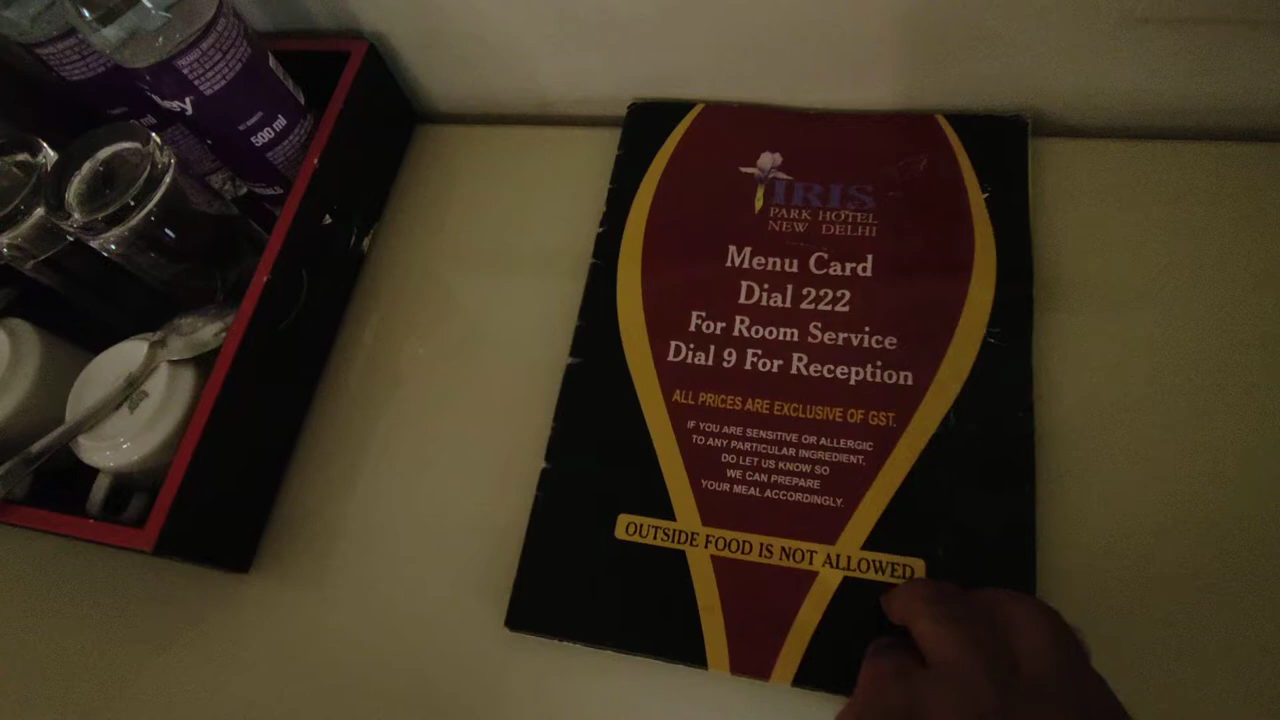 IRIS
PARK HOTEL
NEW DELHI
Menu Card
Dial 222
For Room Service
Dial 9 For Reception
ALL PRICES ARE EXCLUSIVE OF GST.
IF YOU ARE SENSITIVE OR ALLERGIC
TO ANY PARTICULAR INGREDIENT,
DO LET US KNOW SO
WE CAN PREPARE
YOUR MEAL ACCORDINGLY.
OUTSIDE FOOD IS NOT ALLOWED
500 ml